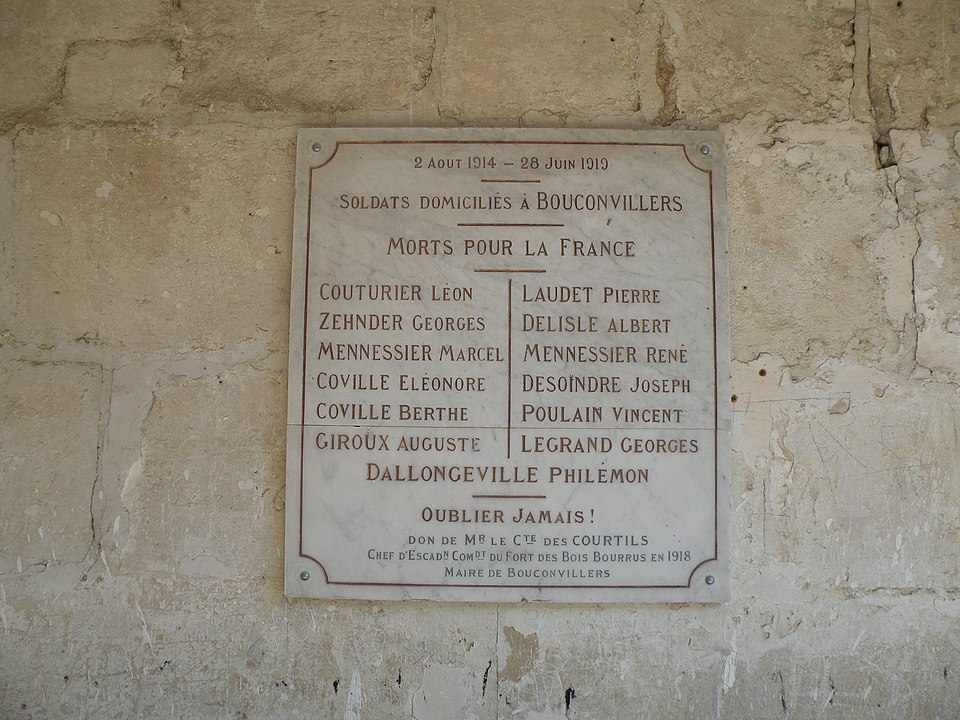 2 AOUT 1914 – 28 JUIN 1919
SOLDATS DOMICILIÉS À BOUCONVILLERS
MORTS POUR LA FRANCE
COUTURIER LÉON
ZEHNDER GEORGES
MENNESSIER MARCEL
COVILLE ELÉONORE
COVILLE BERTHE
GIROUX AUGUSTE
LAUDET PIERRE
DELISLE ALBERT
MENNESSIER RENÉ
DESOINDRE JOSEPH
POULAIN VINCENT
LEGRAND GEORGES
DALLONGEVILLE PHILÉMON
OUBLIER JAMAIS !
DON DE MR LE CTE DES COURTILS
CHEF D'ESCADN COMDT DU FORT DES BOIS BOURRUS EN 1918
MAIRE DE BOUCONVILLERS